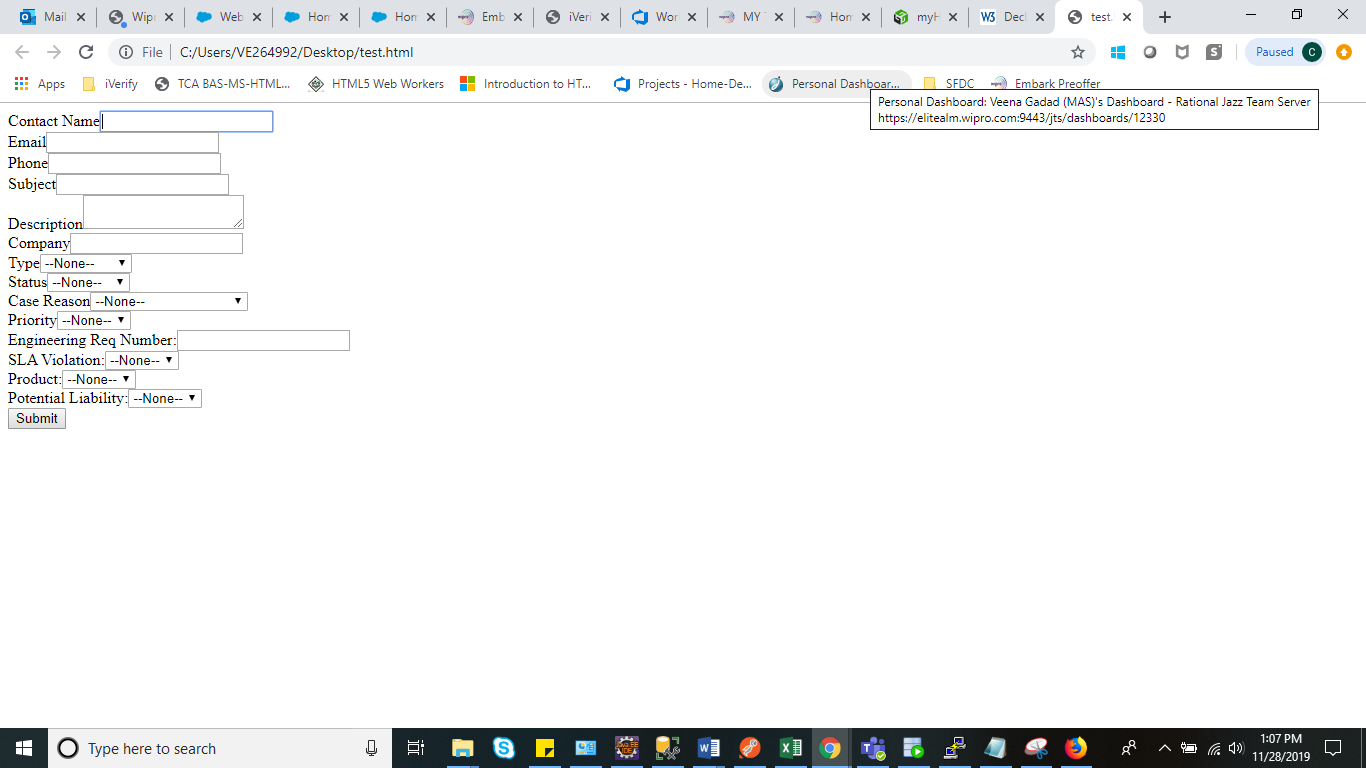 Mail
Wipr
Web
Hom
Hom
Emb
iVeri
Wor
MY
Hom
myH
Decl
test.
File
C:/Users/VE264992/Desktop/test.html
Paused
C
Apps
iVerify
TCA BAS-MS-HTML...
HTML5 Web Workers
Introduction to HT...
Projects - Home-De...
Personal Dashboar...
SFDC
Embark Preoffer
Personal Dashboard: Veena Gadad (MAS)'s Dashboard - Rational Jazz Team Server
https://elitealm.wipro.com:9443/jts/dashboards/12330
Contact Name
Email
Phone
Subject
Description
Company
Type --None--
Status --None--
Case Reason --None--
Priority --None--
Engineering Req Number:
SLA Violation: --None--
Product: --None--
Potential Liability: --None--
Submit
Type here to search
1:07 PM
11/28/2019